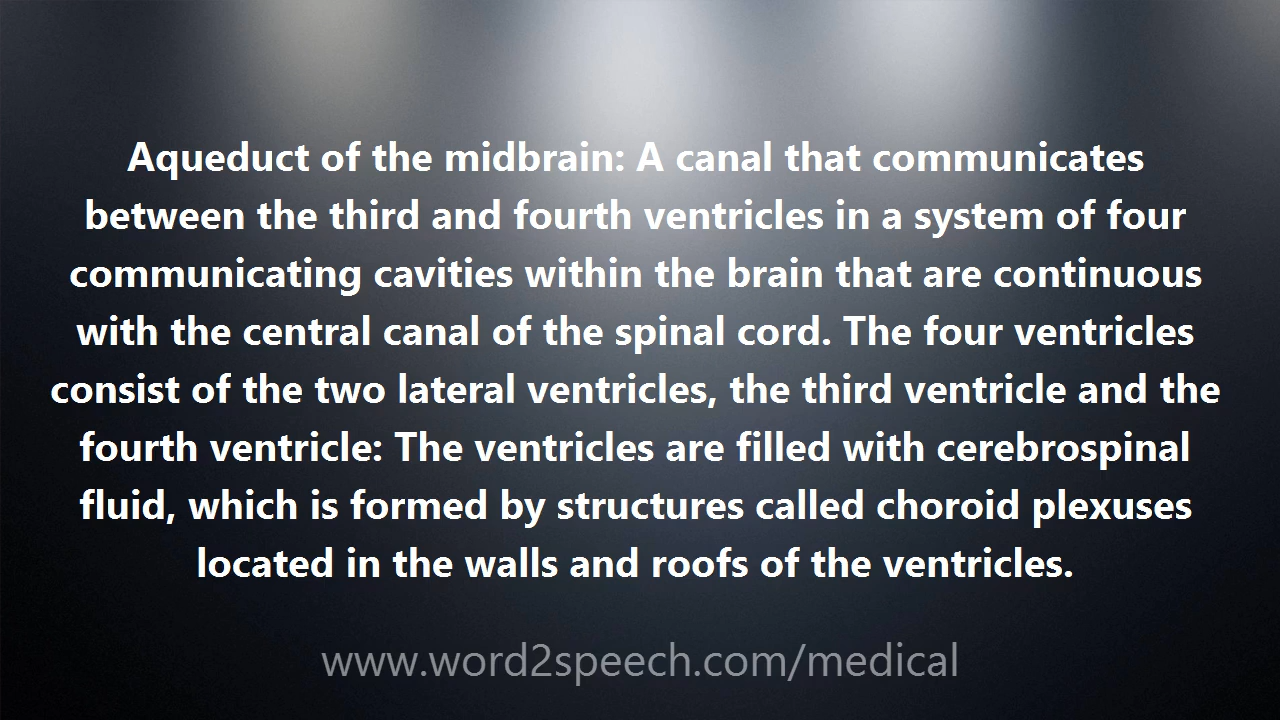 Aqueduct of the midbrain: A canal that communicates
between the third and fourth ventricles in a system of four
communicating cavities within the brain that are continuous
with the central canal of the spinal cord. The four ventricles
consist of the two lateral ventricles, the third ventricle and the
fourth ventricle: The ventricles are filled with cerebrospinal
fluid, which is formed by structures called choroid plexuses
located in the walls and roofs of the ventricles.
www.word2speech.com/medical